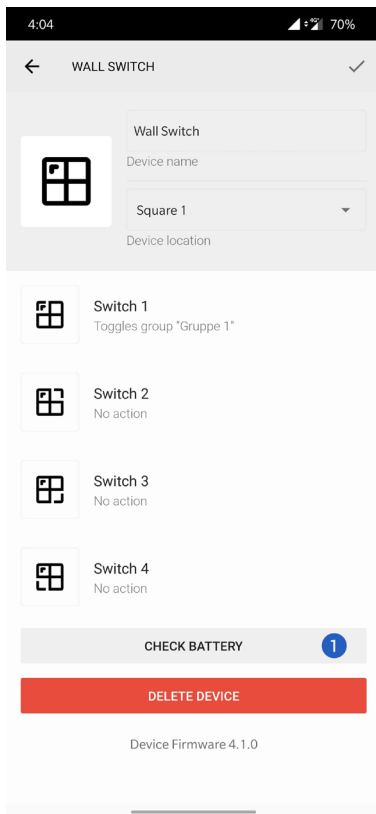 4:04
4G 70%
WALL SWITCH
Wall Switch
Device name
Square 1
Device location
Switch 1
Toggles group "Gruppe 1"
Switch 2
No action
Switch 3
No action
Switch 4
No action
CHECK BATTERY 1
DELETE DEVICE
Device Firmware 4.1.0